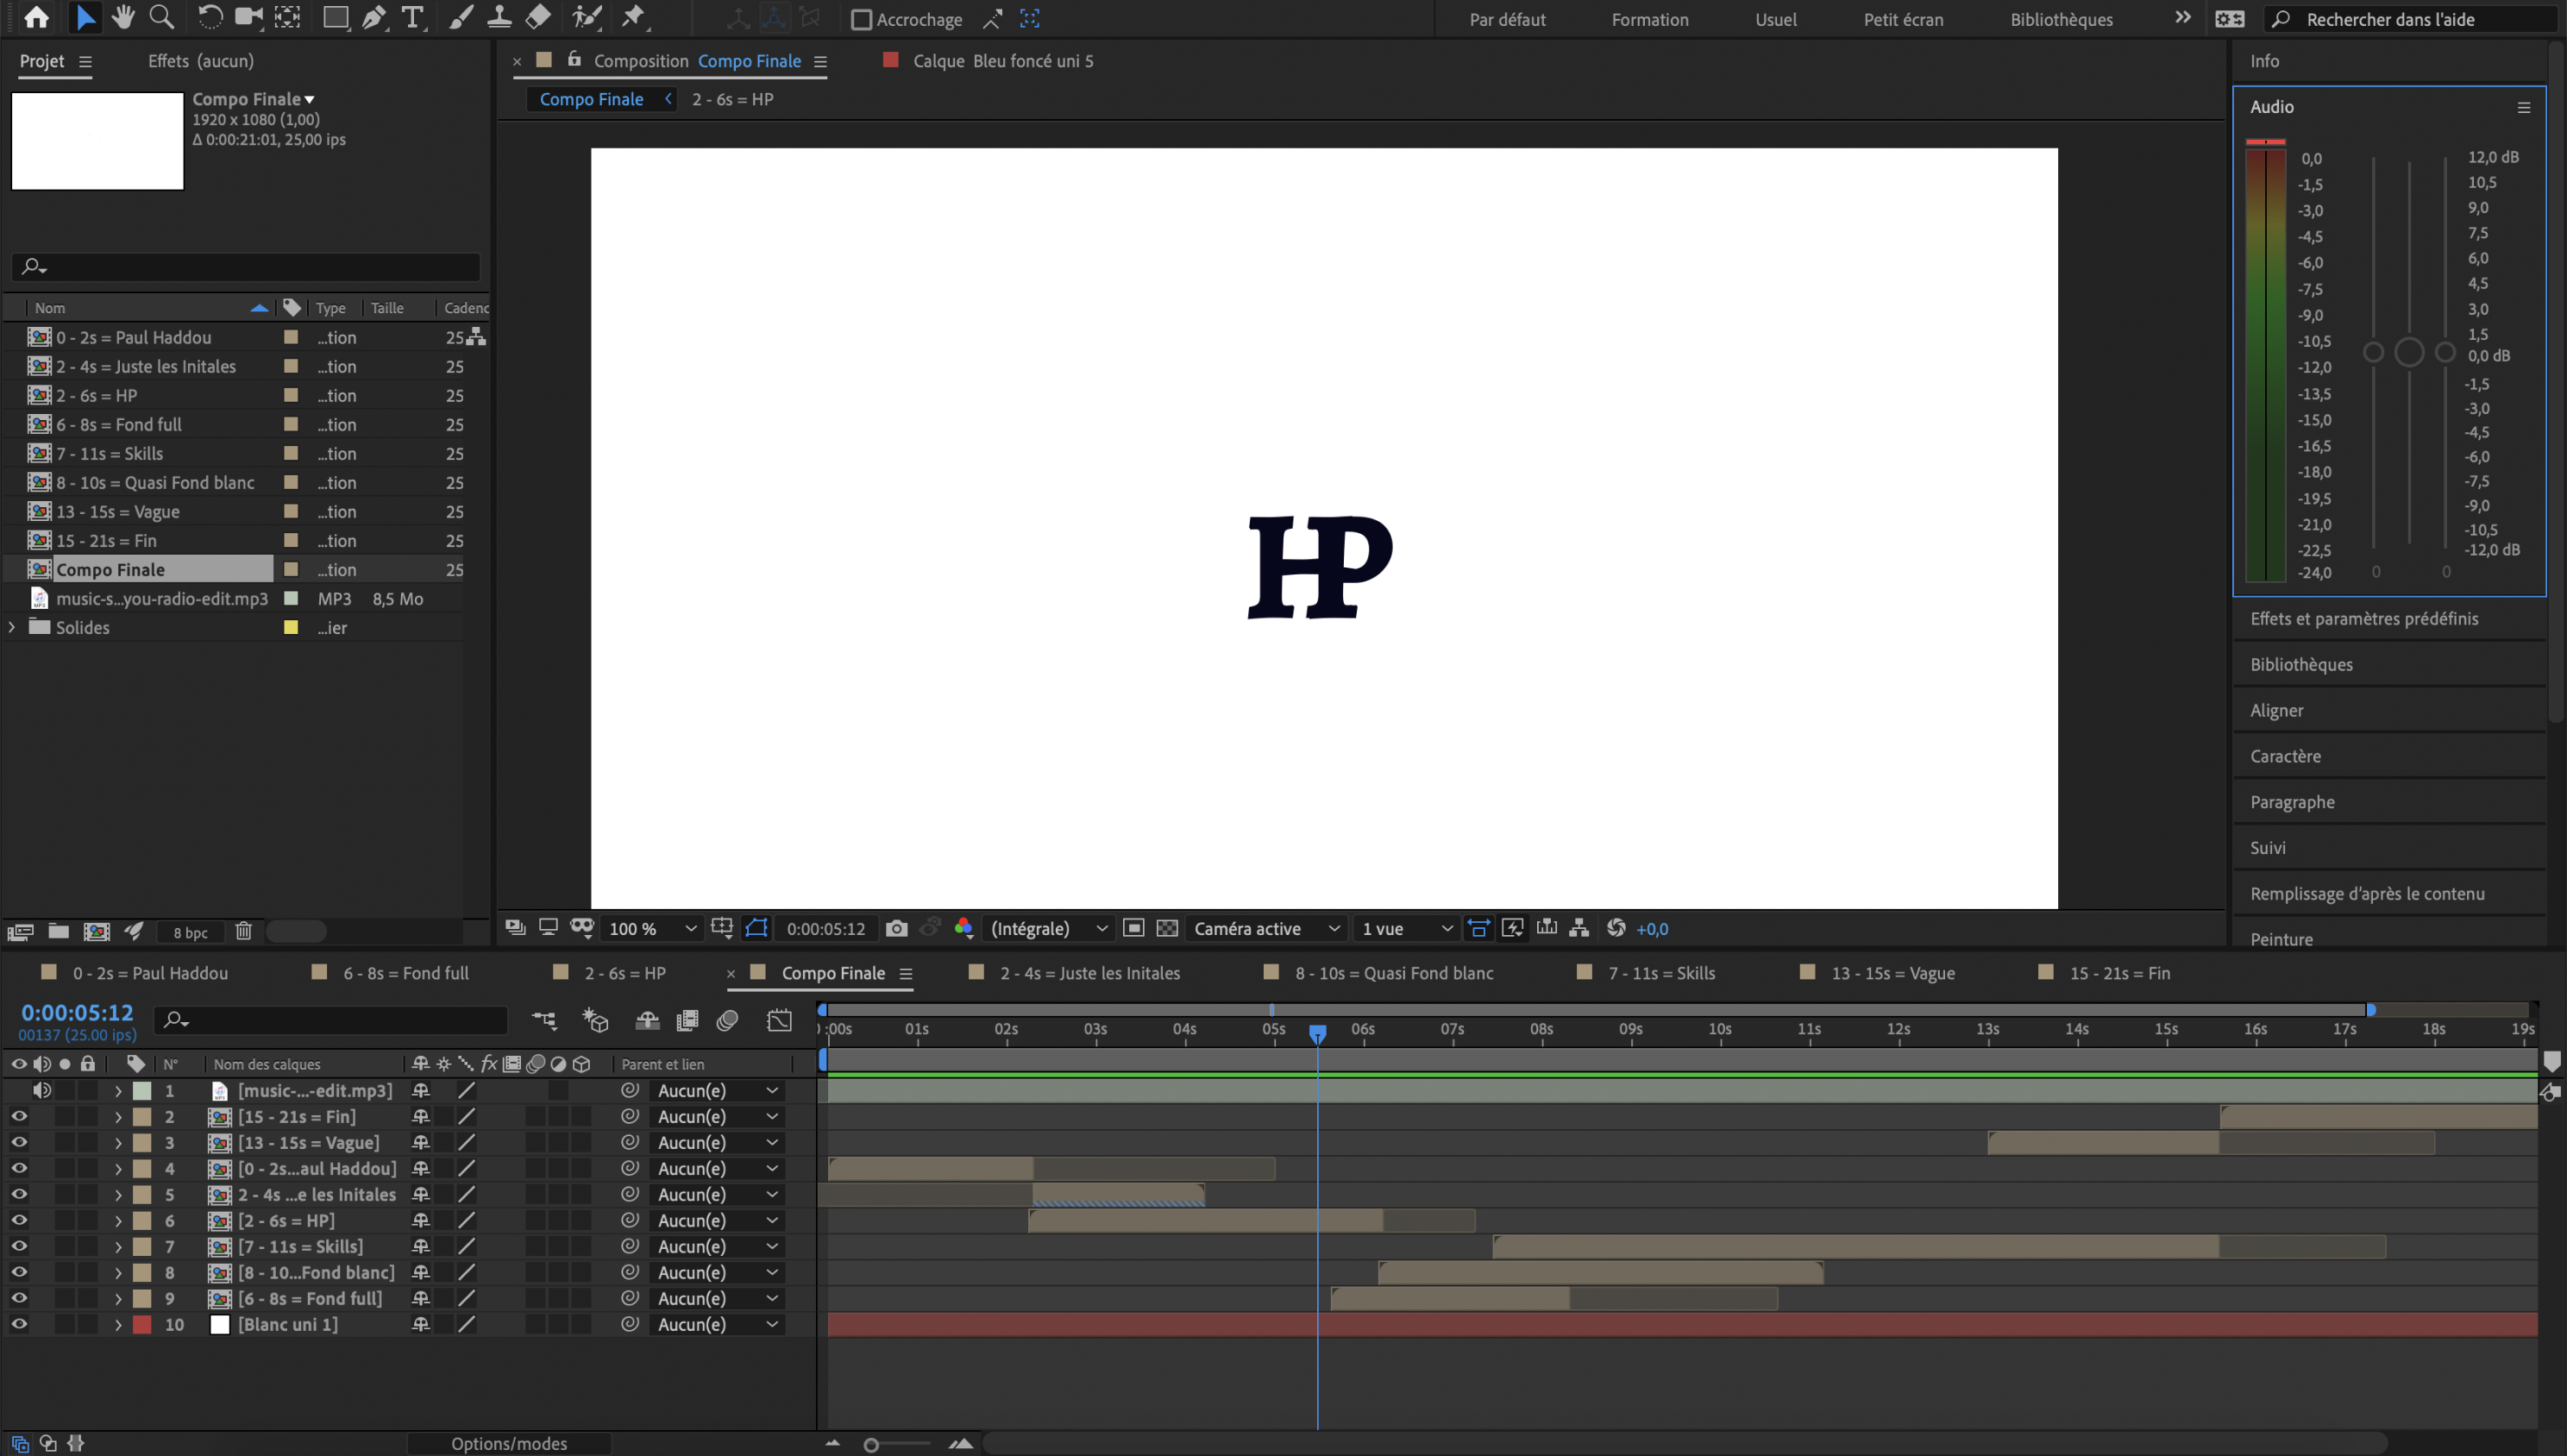 Accrochage
Par défaut
Formation
Usuel
Petit écran
Bibliothèques
Rechercher dans l'aide
Projet
Effets (aucun)
Composition Compo Finale
Calque Bleu foncé uni 5
Compo Finale
2 - 6s = HP
Compo Finale
1920 x 1080 (1,00)
Δ 0:00:21:01, 25,00 ips
Nom
Type
Taille
Cadenc
0 - 2s = Paul Haddou ...tion 25
2 - 4s = Juste les Initales ...tion 25
2 - 6s = HP ...tion 25
6 - 8s = Fond full ...tion 25
7 - 11s = Skills ...tion 25
8 - 10s = Quasi Fond blanc ...tion 25
13 - 15s = Vague ...tion 25
15 - 21s = Fin ...tion 25
Compo Finale ...tion 25
music-s...you-radio-edit.mp3 MP3 8,5 Mo
Solides ...ier
8 bpc
HP
100 %
0:00:05:12
(Intégrale)
Caméra active
1 vue
+0,0
Info
Audio
0,0
-1,5
-3,0
-4,5
-6,0
-7,5
-9,0
-10,5
-12,0
-13,5
-15,0
-16,5
-18,0
-19,5
-21,0
-22,5
-24,0
12,0 dB
10,5
9,0
7,5
6,0
4,5
3,0
1,5
0,0 dB
-1,5
-3,0
-4,5
-6,0
-7,5
-9,0
-10,5
-12,0 dB
0 0
Effets et paramètres prédéfinis
Bibliothèques
Aligner
Caractère
Paragraphe
Suivi
Remplissage d'après le contenu
Peinture
0 - 2s = Paul Haddou
6 - 8s = Fond full
2 - 6s = HP
Compo Finale
2 - 4s = Juste les Initales
8 - 10s = Quasi Fond blanc
7 - 11s = Skills
13 - 15s = Vague
15 - 21s = Fin
0:00:05:12
00137 (25.00 ips)
:00s 01s 02s 03s 04s 05s 06s 07s 08s 09s 10s 11s 12s 13s 14s 15s 16s 17s 18s 19s
N° Nom des calques Parent et lien
1 [music-...-edit.mp3] Aucun(e)
2 [15 - 21s = Fin] Aucun(e)
3 [13 - 15s = Vague] Aucun(e)
4 [0 - 2s...aul Haddou] Aucun(e)
5 2 - 4s ...e les Initales Aucun(e)
6 [2 - 6s = HP] Aucun(e)
7 [7 - 11s = Skills] Aucun(e)
8 [8 - 10...Fond blanc] Aucun(e)
9 [6 - 8s = Fond full] Aucun(e)
10 [Blanc uni 1] Aucun(e)
Options/modes